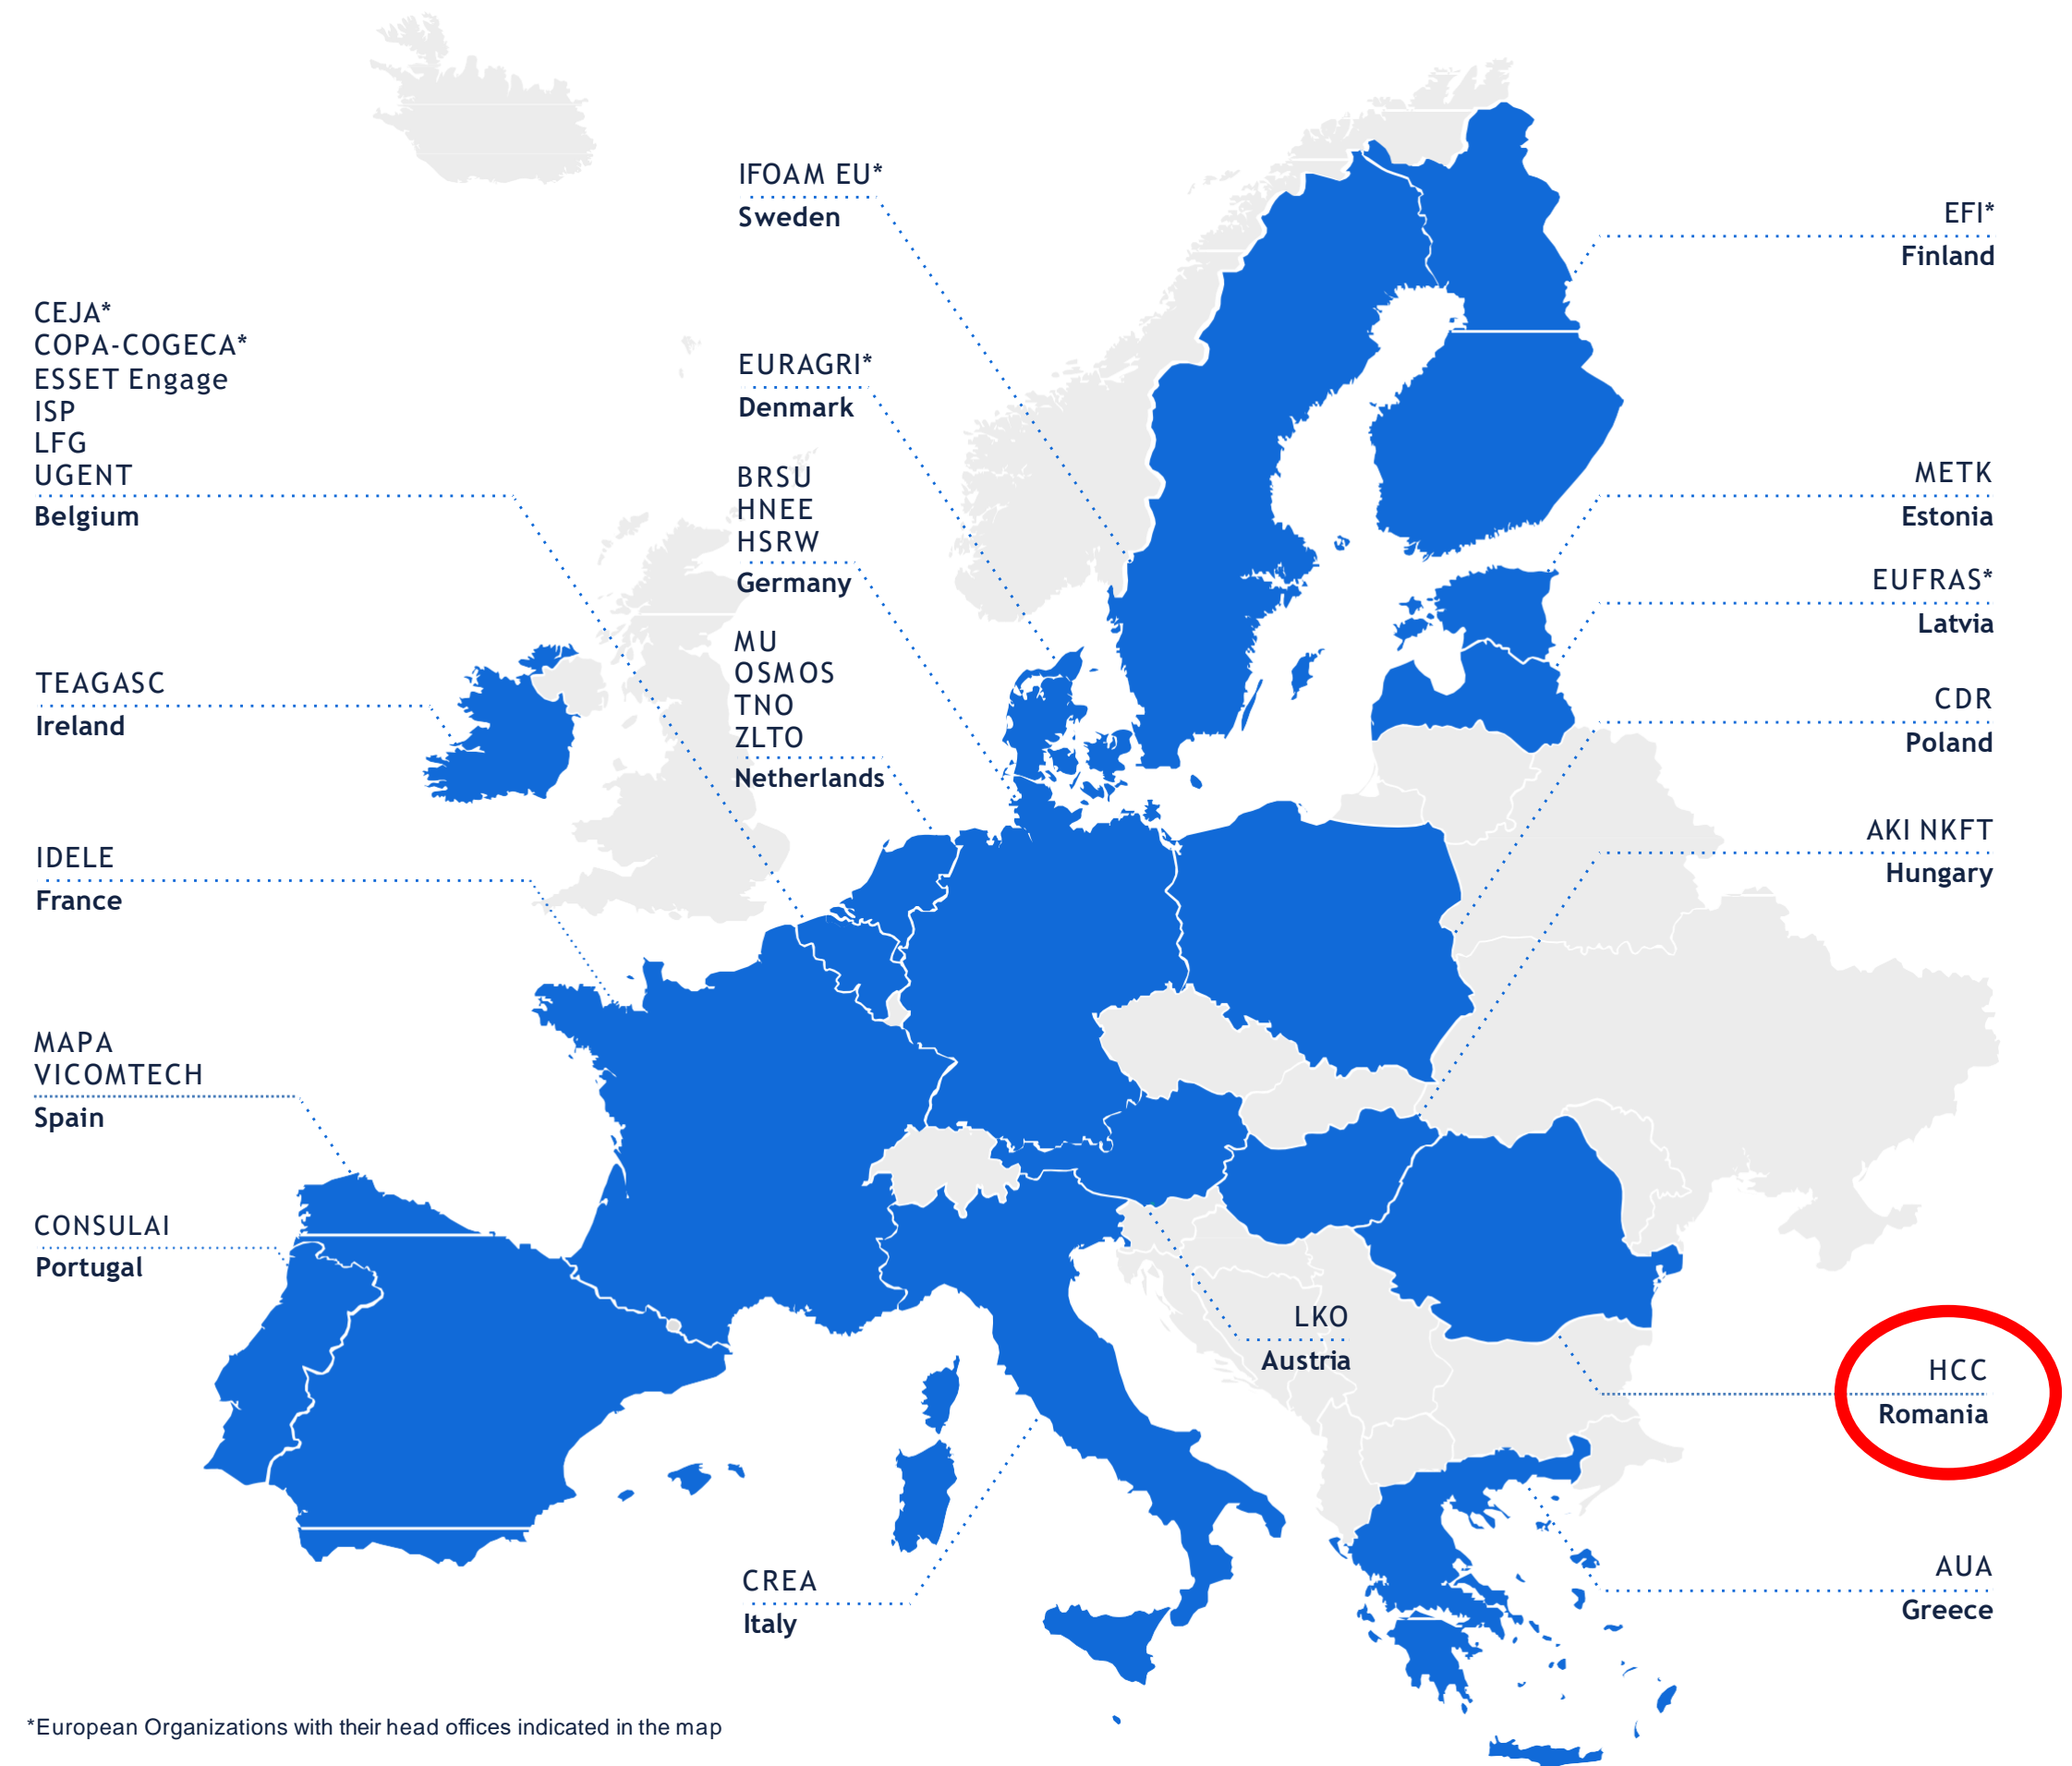 IFOAM EU*
Sweden
EFI*
Finland
CEJA*
COPA-COGECA*
ESSET Engage
ISP
LFG
UGENT
Belgium
EURAGRI*
Denmark
BRSU
HNEE
HSRW
Germany
METK
Estonia
EUFRAS*
Latvia
TEAGASC
Ireland
MU
OSMOS
TNO
ZLTO
Netherlands
CDR
Poland
IDELE
France
AKI NKFT
Hungary
MAPA
VICOMTECH
Spain
CONSULAI
Portugal
LKO
Austria
HCC
Romania
CREA
Italy
AUA
Greece
*European Organizations with their head offices indicated in the map